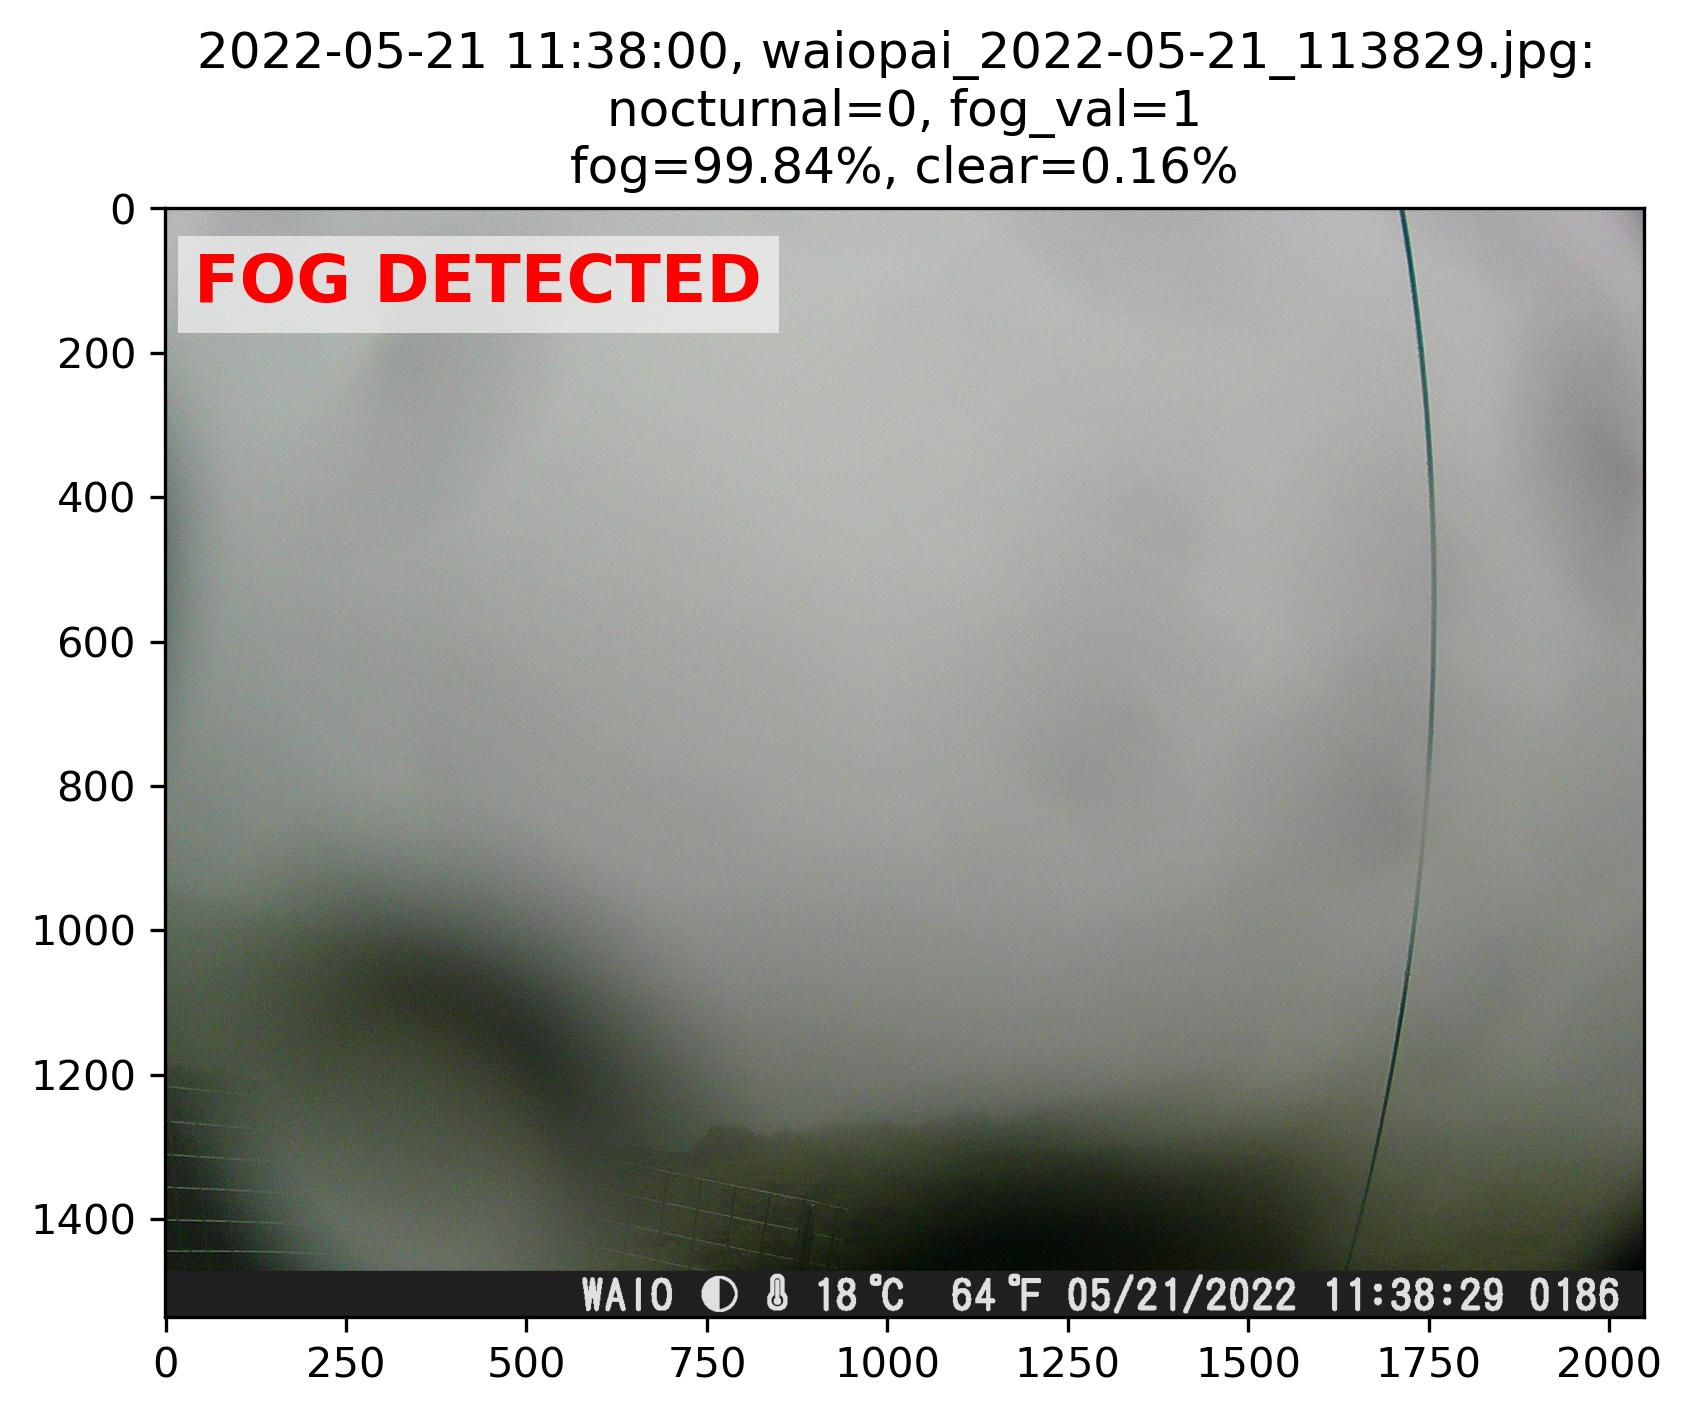 2022-05-21 11:38:00, waiopai_2022-05-21_113829.jpg:
nocturnal=0, fog_val=1
fog=99.84%, clear=0.16%
FOG DETECTED
0
200
400
600
800
1000
1200
1400
WAIO 18°C 64°F 05/21/2022 11:38:29 0186
0 250 500 750 1000 1250 1500 1750 2000